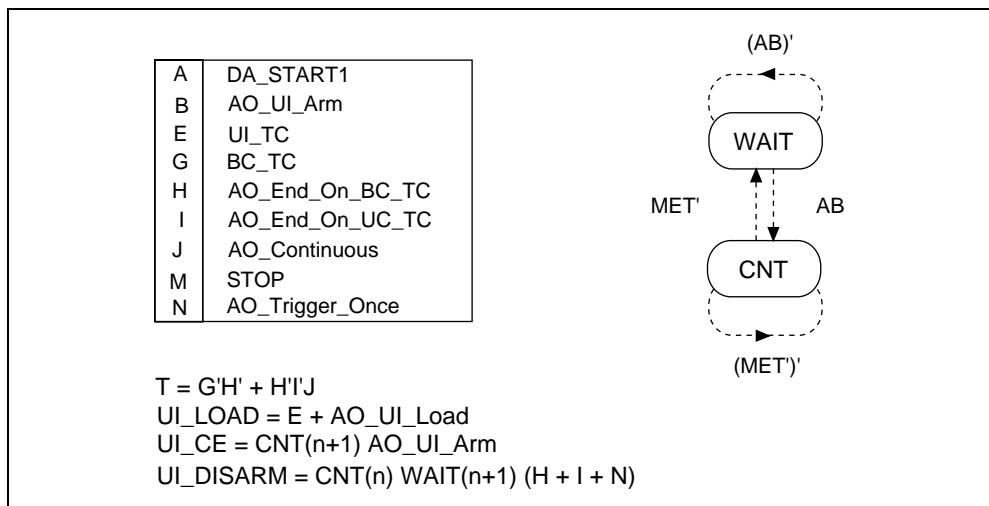 A DA_START1
B AO_UI_Arm
E UI_TC
G BC_TC
H AO_End_On_BC_TC
I AO_End_On_UC_TC
J AO_Continuous
M STOP
N AO_Trigger_Once
(AB)'
WAIT
MET' AB
CNT
(MET')'
T = G'H' + H'I'J
UI_LOAD = E + AO_UI_Load
UI_CE = CNT(n+1) AO_UI_Arm
UI_DISARM = CNT(n) WAIT(n+1) (H + I + N)